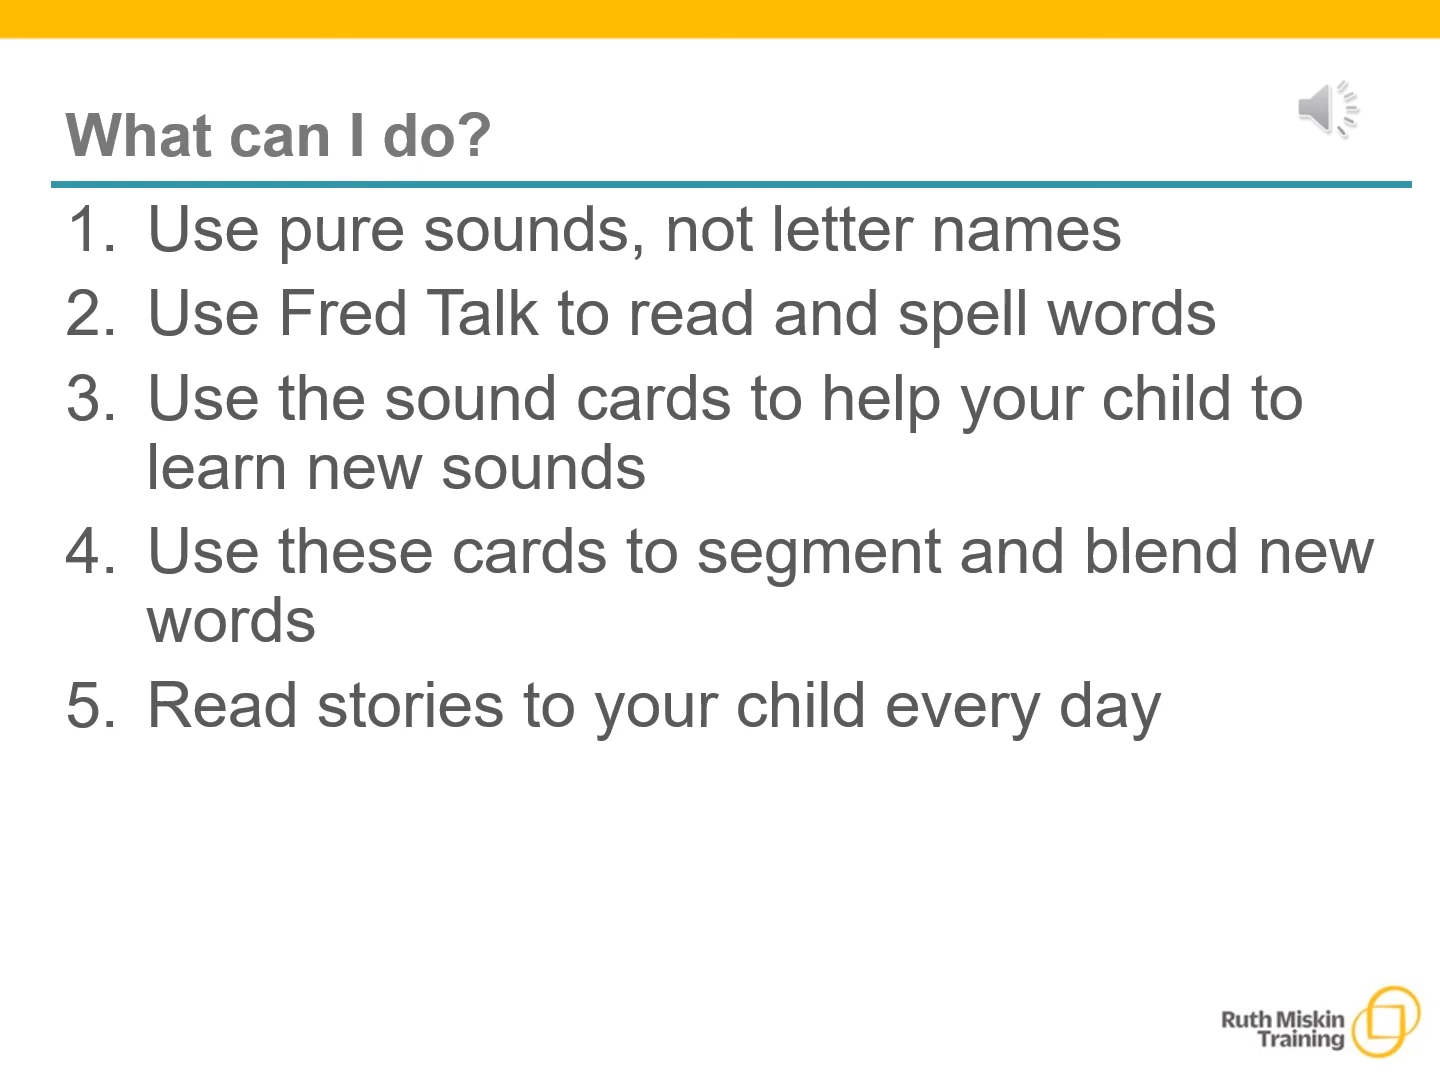 What can I do?
1. Use pure sounds, not letter names
2. Use Fred Talk to read and spell words
3. Use the sound cards to help your child to
learn new sounds
4. Use these cards to segment and blend new
words
5. Read stories to your child every day
Ruth Miskin
Training